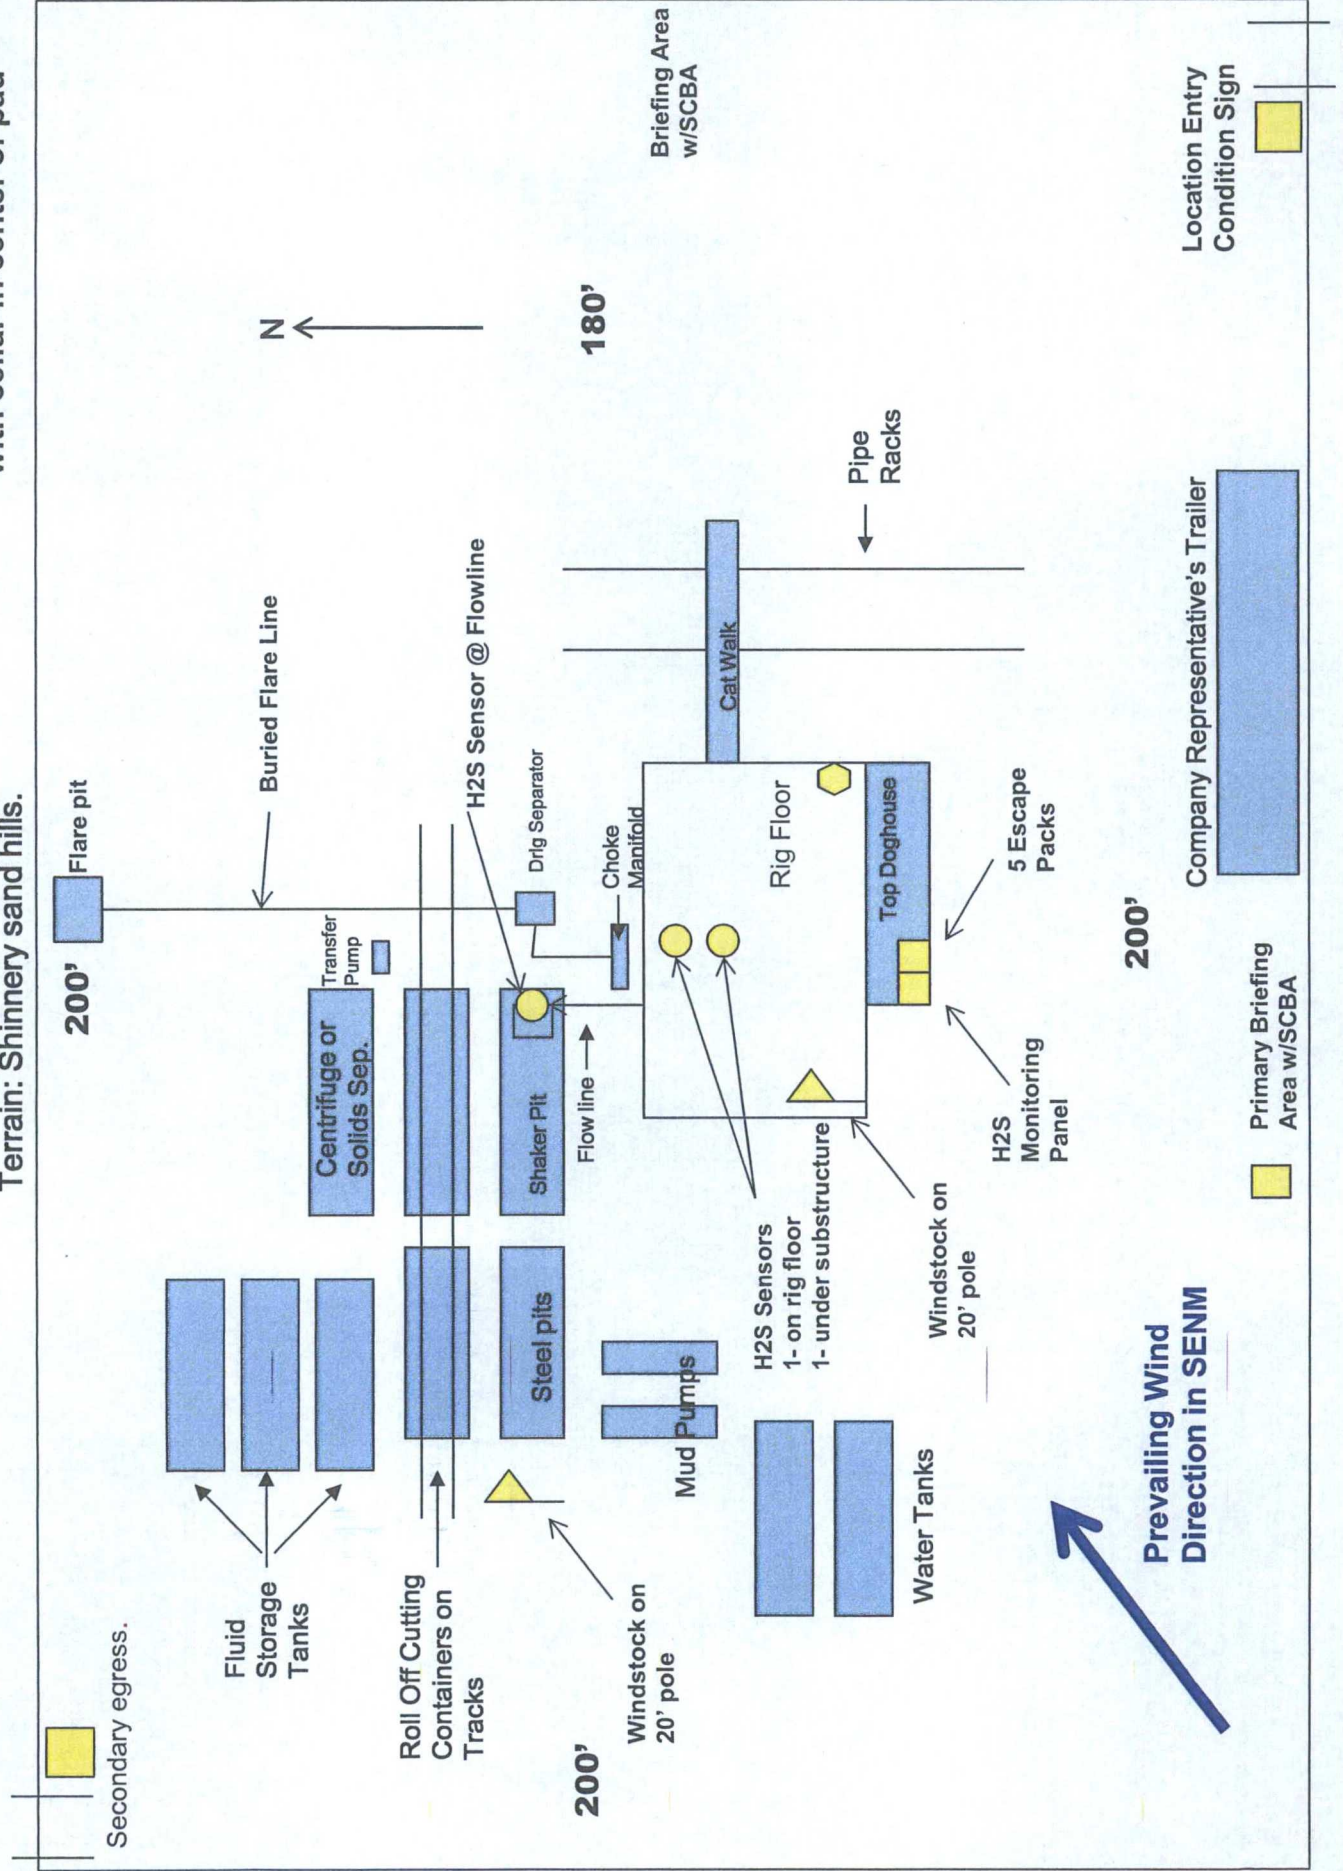 Terrain: Shinnery sand hills.
in center of pad
Secondary egress.
200'
Flare pit
Fluid
Storage
Tanks
Buried Flare Line
N
Centrifuge or
Solids Sep.
Transfer
Pump
Roll Off Cutting
Containers on
Tracks
H2S Sensor @ Flowline
Steel pits
Shaker Pit
Drlg Separator
Flow line
Choke
Manifold
200'
180'
Windstock on
20' pole
Mud Pumps
Briefing Area
w/SCBA
Cat Walk
H2S Sensors
1- on rig floor
1- under substructure
Rig Floor
Pipe
Racks
Top Doghouse
Water Tanks
Windstock on
20' pole
H2S
Monitoring
Panel
5 Escape
Packs
200'
Prevailing Wind
Direction in SENM
Company Representative's Trailer
Location Entry
Condition Sign
Primary Briefing
Area w/SCBA